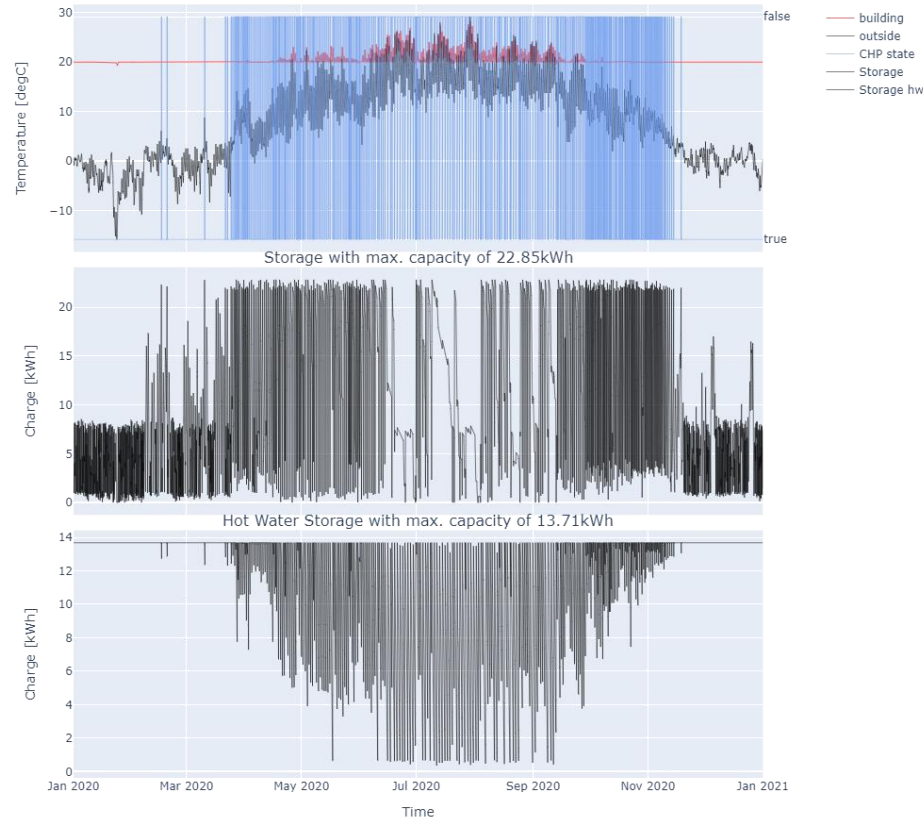 30
20
10
0
−10
Temperature [degC]
false
true
building
outside
CHP state
Storage
Storage hw
Storage with max. capacity of 22.85kWh
20
15
10
5
0
Charge [kWh]
Hot Water Storage with max. capacity of 13.71kWh
14
12
10
8
6
4
2
0
Charge [kWh]
Jan 2020
Mar 2020
May 2020
Jul 2020
Sep 2020
Nov 2020
Jan 2021
Time